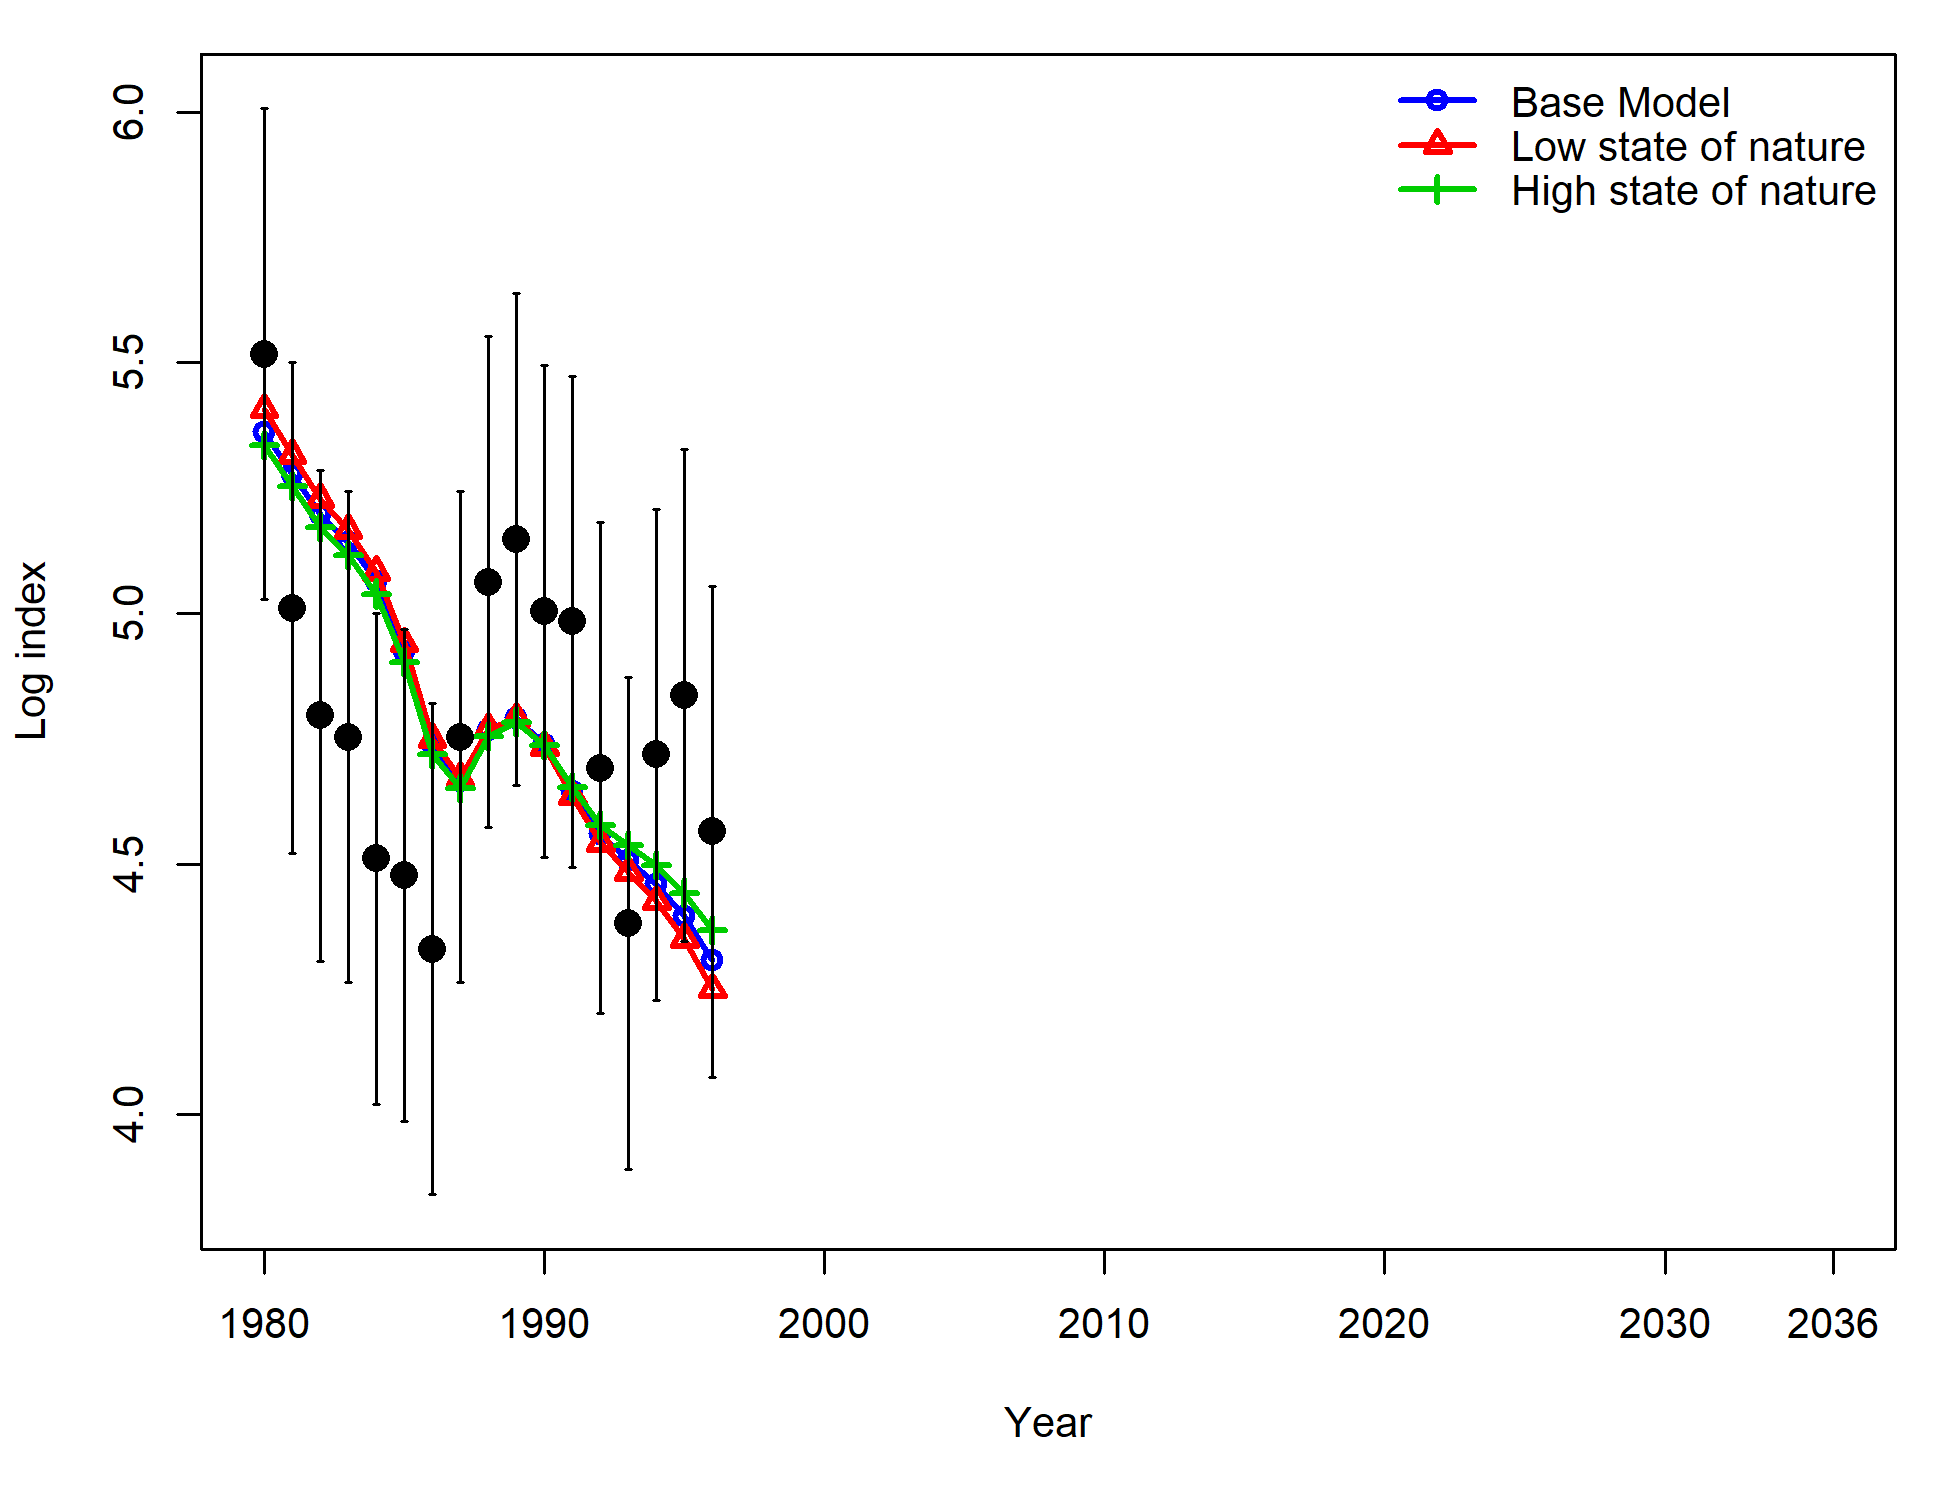 Base Model
Low state of nature
High state of nature
6.0
5.5
5.0
4.5
4.0
Log index
1980 1990 2000 2010 2020 2030 2036
Year